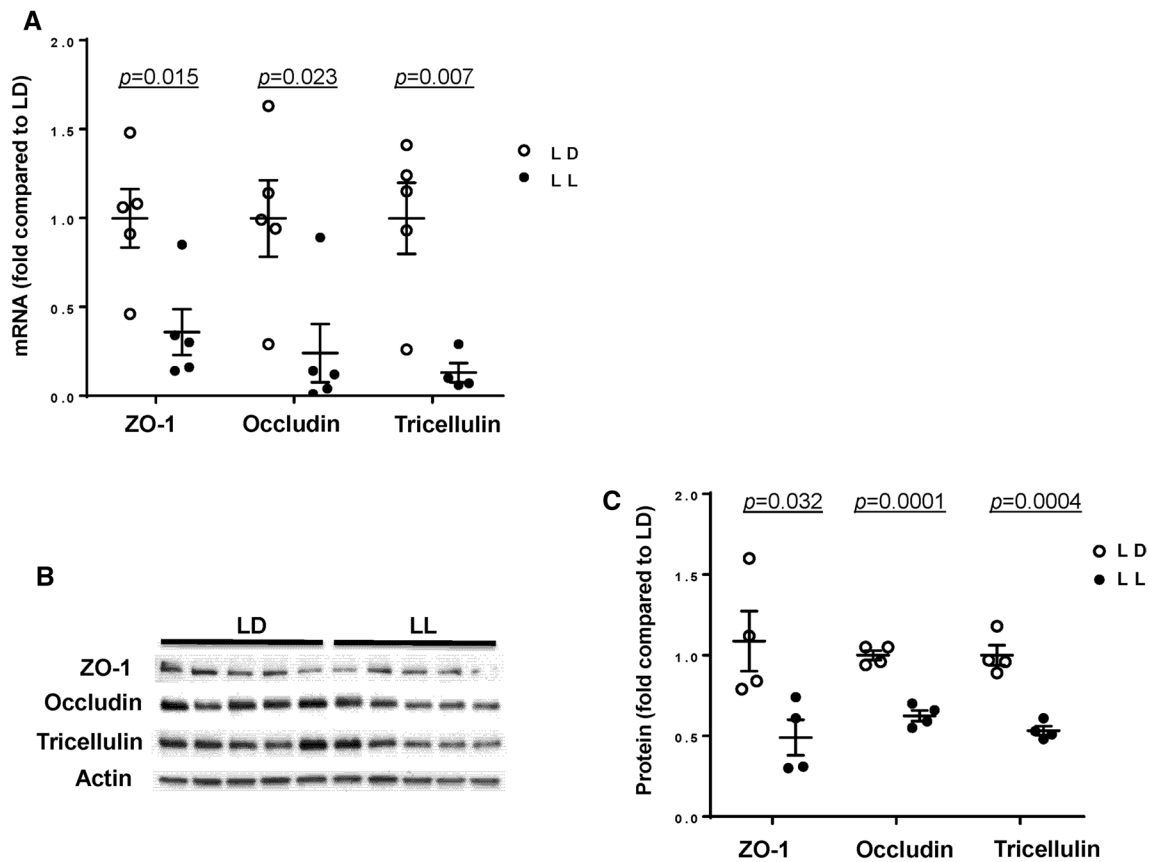 A
mRNA (fold compared to LD)
2.0
1.5
1.0
0.5
0.0
p=0.015
p=0.023
p=0.007
L D
L L
ZO-1
Occludin
Tricellulin
B
LD
LL
ZO-1
Occludin
Tricellulin
Actin
C
Protein (fold compared to LD)
2.0
1.5
1.0
0.5
0.0
p=0.032
p=0.0001
p=0.0004
L D
L L
ZO-1
Occludin
Tricellulin